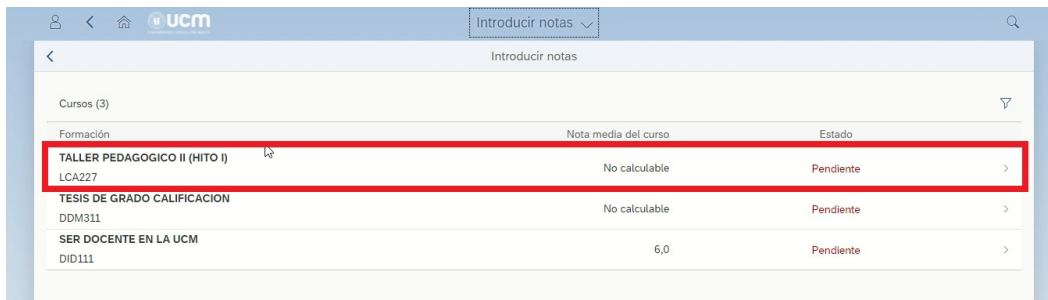 ucm
Introducir notas
Introducir notas
Cursos (3)
Formación Nota media del curso Estado
TALLER PEDAGOGICO II (HITO I)
LCA227 No calculable Pendiente
TESIS DE GRADO CALIFICACION
DDM311 No calculable Pendiente
SER DOCENTE EN LA UCM
DID111 6,0 Pendiente